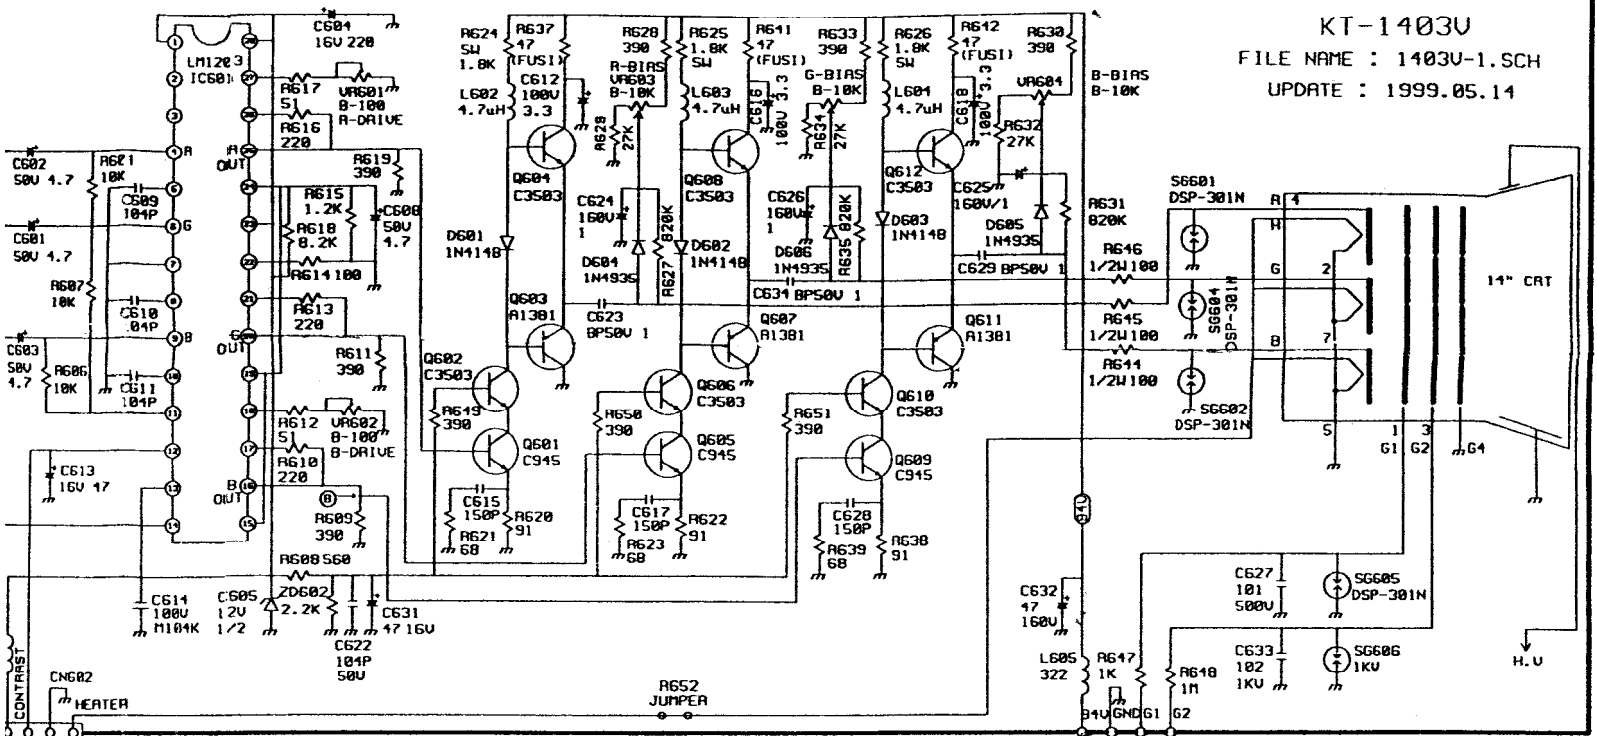 KT-1403V
FILE NAME : 1403V-1.SCH
UPDATE : 1999.05.14
C604
16V 220
LM1203
IC601
R617
51
VR601
B-100
R-DRIVE
R616
220
R OUT
R619
390
C602
50V 4.7
R601
10K
C609
104P
C601
50V 4.7
R607
10K
C610
104P
C603
50V
4.7
R606
10K
C611
104P
R615
1.2K
R618
8.2K
C608
50V
4.7
R614 100
R613
220
G OUT
R611
390
R612
51
VR602
B-100
B-DRIVE
R610
220
B OUT
R609
390
C613
16V 47
R608 560
C614
100V
M104K
C605
12V
1/2
ZD602
2.2K
C631
47 16V
C622
104P
50V
CONTRAST
CN602
HEATER
R652
JUMPER
R624
5W
1.8K
R637
47
(FUSI)
L602
4.7uH
C612
100V
3.3
Q604
C3503
D601
1N4148
Q603
A1381
Q602
C3503
R649
390
Q601
C945
C615
150P
R621
68
R620
91
R628
390
R-BIAS
VR603
B-10K
R628
27K
C624
160V
1
D604
1N4935
R627 820K
C623
BP50V 1
R625
1.8K
5W
L603
4.7uH
R641
47
(FUSI)
C616
100V 3.3
Q608
C3503
D602
1N4148
Q607
A1381
Q606
C3503
R650
390
Q605
C945
C617
150P
R623
68
R622
91
R633
390
G-BIAS
B-10K
R634
27K
C626
160V
1
D606
1N4935
R635 820K
C634 BP50V 1
R626
1.8K
5W
L604
4.7uH
R642
47
(FUSI)
C618
100V 3.3
Q612
C3503
D603
1N4148
Q611
A1381
Q610
C3503
R651
390
Q609
C945
C628
150P
R639
68
R638
91
R630
390
VR604
B-BIAS
B-10K
R632
27K
C625
160V/1
D605
1N4935
R631
820K
C629 BP50V 1
R646
1/2W 100
R645
1/2W 100
R644
1/2W 100
SG601
DSP-301N
SG604
DSP-301N
SG602
DSP-301N
R 4
H
G 2
B 7
5 1 3
G1 G2 G4
14" CRT
H.V
94V
C632
47
160V
L605
322
R647
1K
R648
1M
C627
101
500V
SG605
DSP-301N
C633
102
1KV
SG606
1KV
94V GND G1 G2